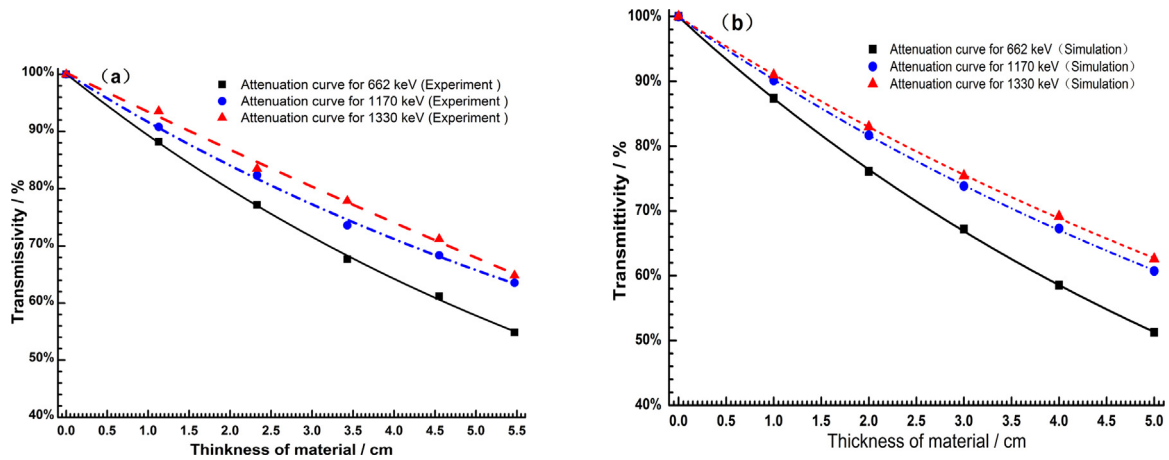 (a)
Attenuation curve for 662 keV (Experiment )
Attenuation curve for 1170 keV (Experiment )
Attenuation curve for 1330 keV (Experiment )
100%
90%
80%
70%
60%
50%
40%
Transmissivity / %
0.0 0.5 1.0 1.5 2.0 2.5 3.0 3.5 4.0 4.5 5.0 5.5
Thinkness of material / cm
(b)
Attenuation curve for 662 keV（Simulation）
Attenuation curve for 1170 keV（Simulation）
Attenuation curve for 1330 keV（Simulation）
100%
90%
80%
70%
60%
50%
40%
Transmittivity / %
0.0 0.5 1.0 1.5 2.0 2.5 3.0 3.5 4.0 4.5 5.0
Thickness of material / cm